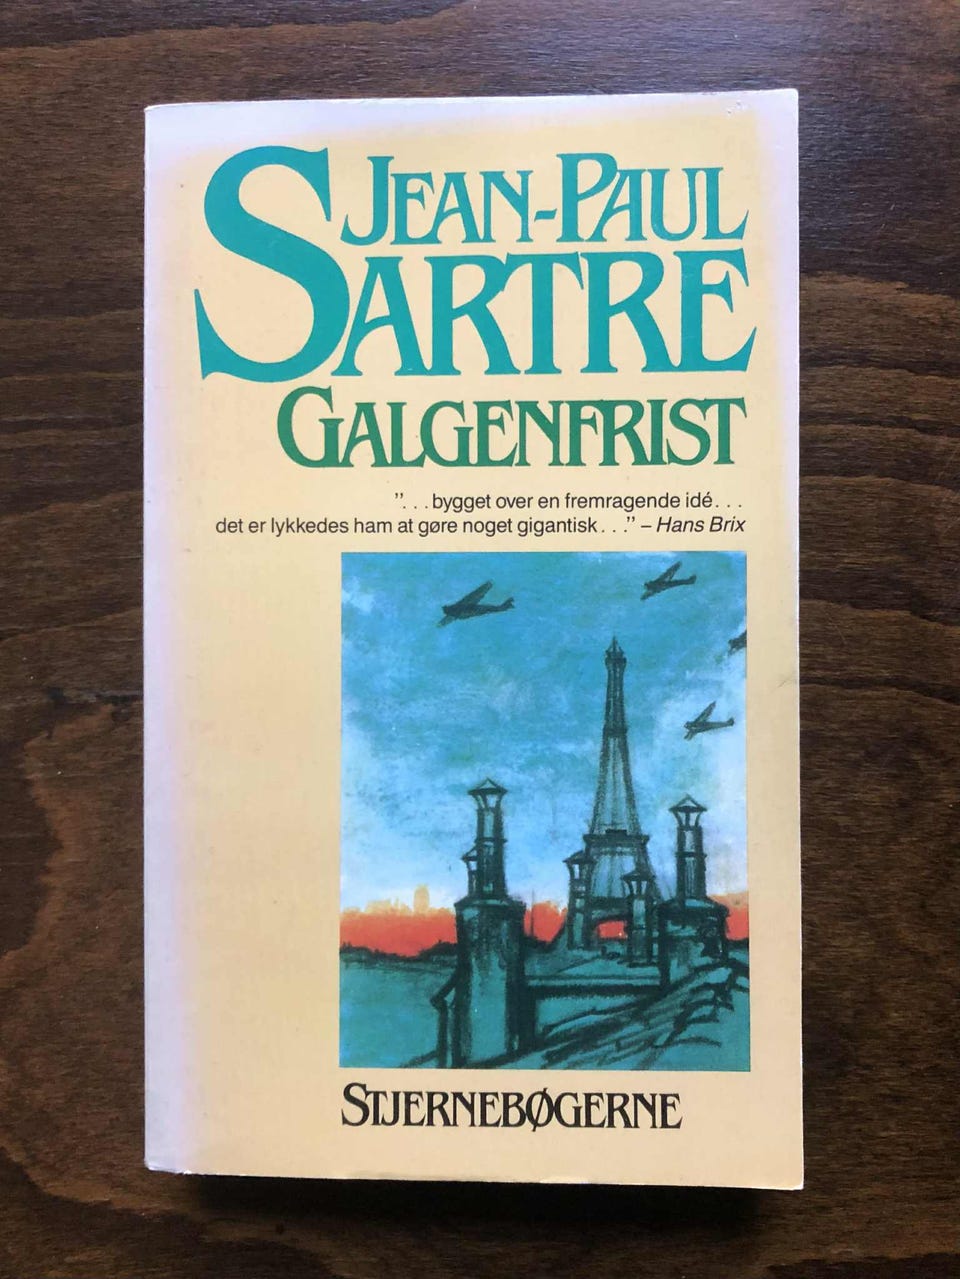 JEAN-PAUL
SARTRE
GALGENFRIST
”. . . bygget over en fremragende idé. . .
det er lykkedes ham at gøre noget gigantisk. . .” – Hans Brix
STJERNEBØGERNE